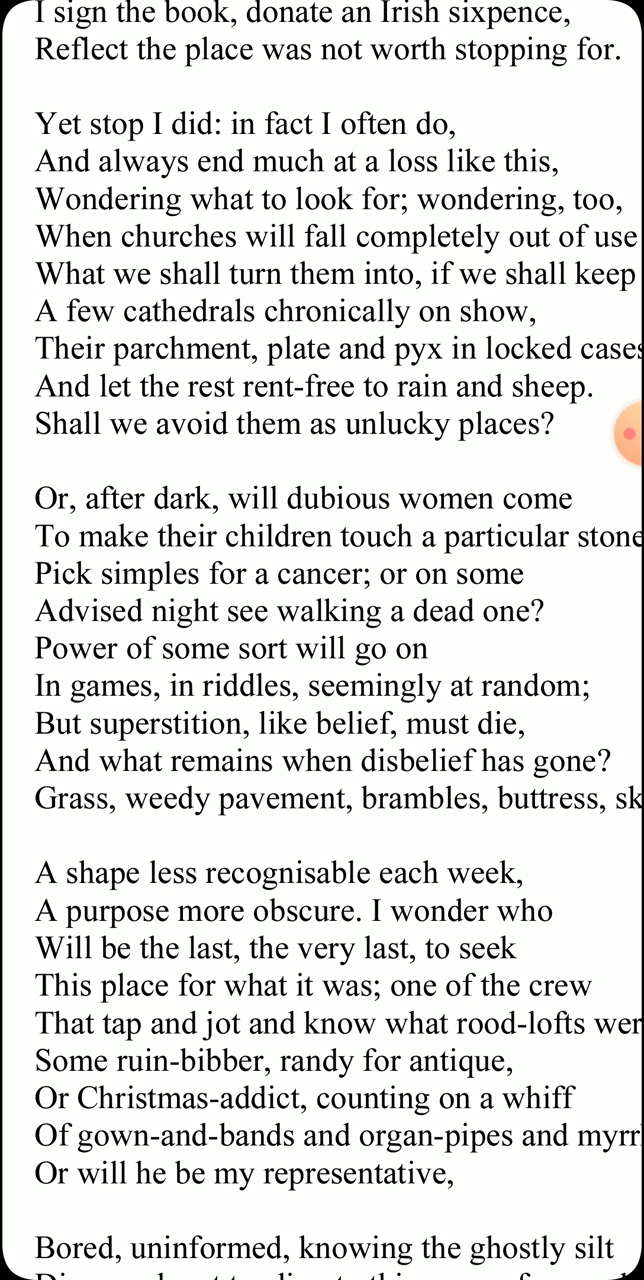 I sign the book, donate an Irish sixpence,
Reflect the place was not worth stopping for.
Yet stop I did: in fact I often do,
And always end much at a loss like this,
Wondering what to look for; wondering, too,
When churches will fall completely out of use
What we shall turn them into, if we shall keep
A few cathedrals chronically on show,
Their parchment, plate and pyx in locked cases
And let the rest rent-free to rain and sheep.
Shall we avoid them as unlucky places?
Or, after dark, will dubious women come
To make their children touch a particular stone
Pick simples for a cancer; or on some
Advised night see walking a dead one?
Power of some sort will go on
In games, in riddles, seemingly at random;
But superstition, like belief, must die,
And what remains when disbelief has gone?
Grass, weedy pavement, brambles, buttress, sk
A shape less recognisable each week,
A purpose more obscure. I wonder who
Will be the last, the very last, to seek
This place for what it was; one of the crew
That tap and jot and know what rood-lofts wer
Some ruin-bibber, randy for antique,
Or Christmas-addict, counting on a whiff
Of gown-and-bands and organ-pipes and myrr
Or will he be my representative,
Bored, uninformed, knowing the ghostly silt